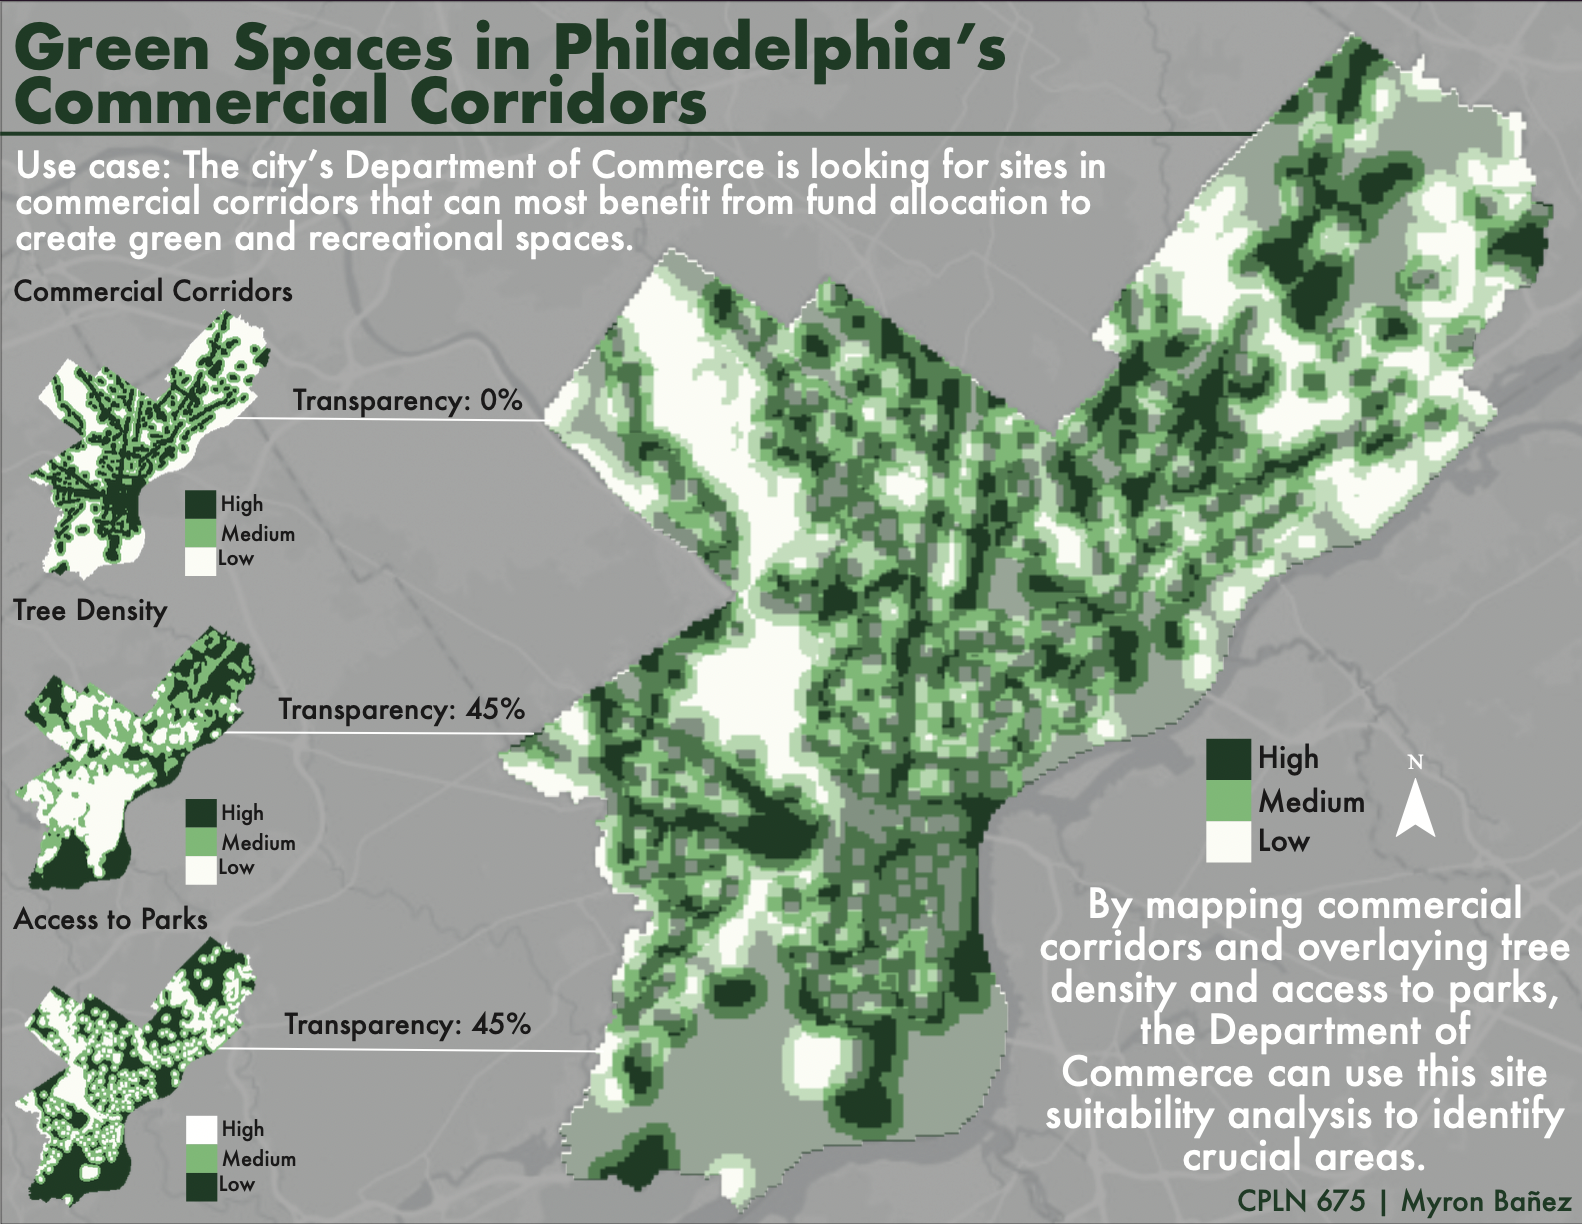 Green Spaces in Philadelphia's
Commercial Corridors
Use case: The city's Department of Commerce is looking for sites in
commercial corridors that can most benefit from fund allocation to
create green and recreational spaces.
Commercial Corridors
Transparency: 0%
High
Medium
Low
Tree Density
Transparency: 45%
High
Medium
Low
Access to Parks
Transparency: 45%
High
Medium
Low
High
Medium
Low
N
By mapping commercial
corridors and overlaying tree
density and access to parks,
the Department of
Commerce can use this site
suitability analysis to identify
crucial areas.
CPLN 675 | Myron Bañez